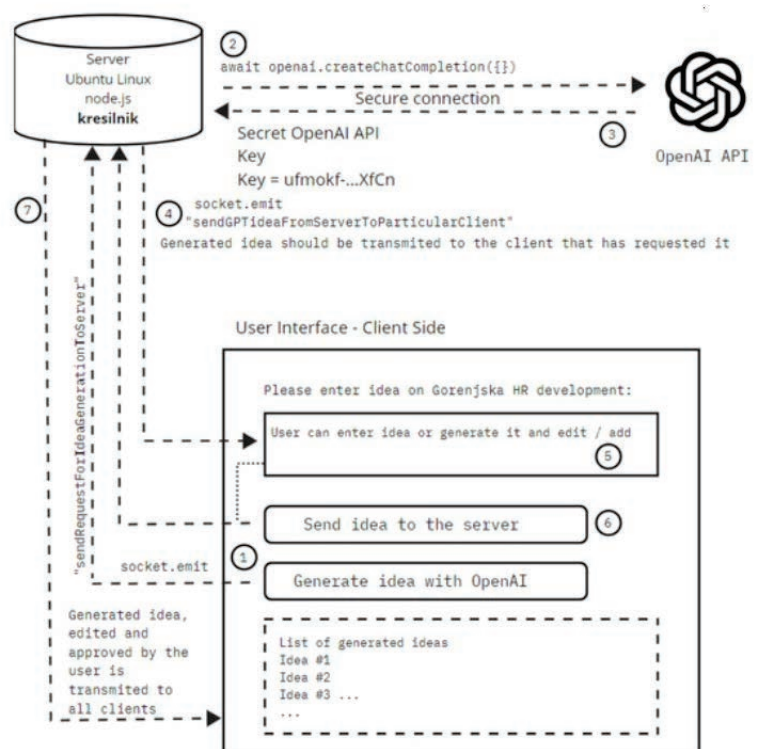 Server
Ubuntu Linux
node.js
kresilnik
2
await openai.createChatCompletion({})
Secure connection
3
OpenAI API
Secret OpenAI API
Key
Key = ufmokf-...XfCn
7
4
socket.emit
"sendGPTideaFromServerToParticularClient"
Generated idea should be transmited to the client that has requested it
"sendRequestForIdeaGenerationToServer"
User Interface - Client Side
Please enter idea on Gorenjska HR development:
User can enter idea or generate it and edit / add
5
Send idea to the server
6
1
socket.emit
Generate idea with OpenAI
Generated idea,
edited and
approved by the
user is
transmited to
all clients
List of generated ideas
Idea #1
Idea #2
Idea #3 ...
...